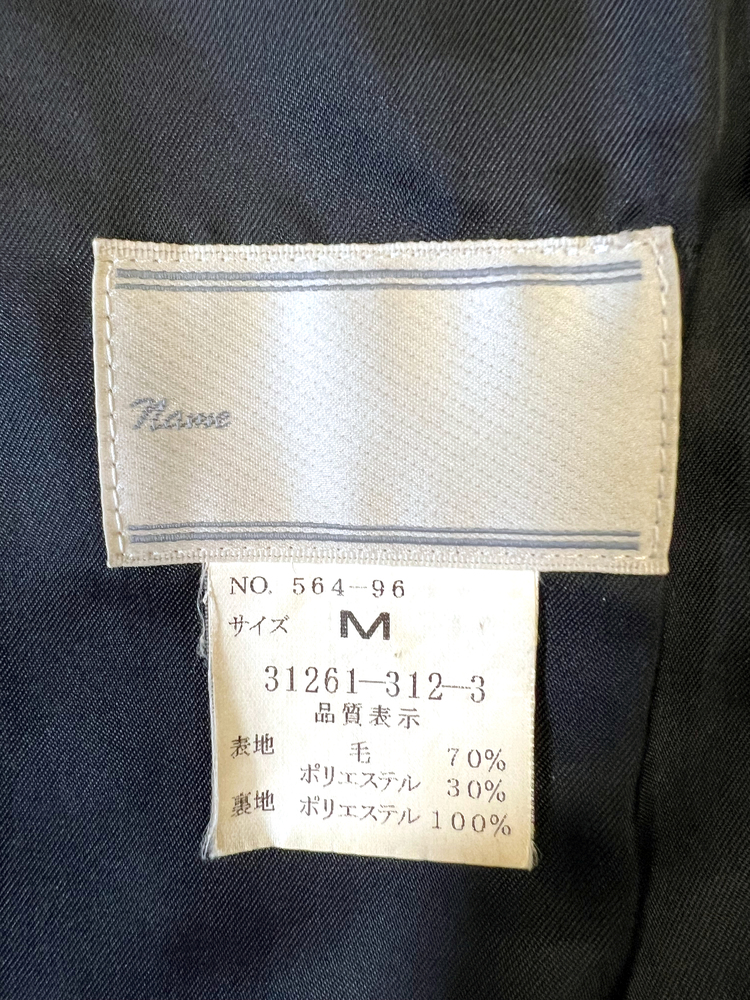 Name
NO. 564-96
サイズ M
31261-312-3
品質表示
表地 毛 70%
ポリエステル 30%
裏地 ポリエステル 100%